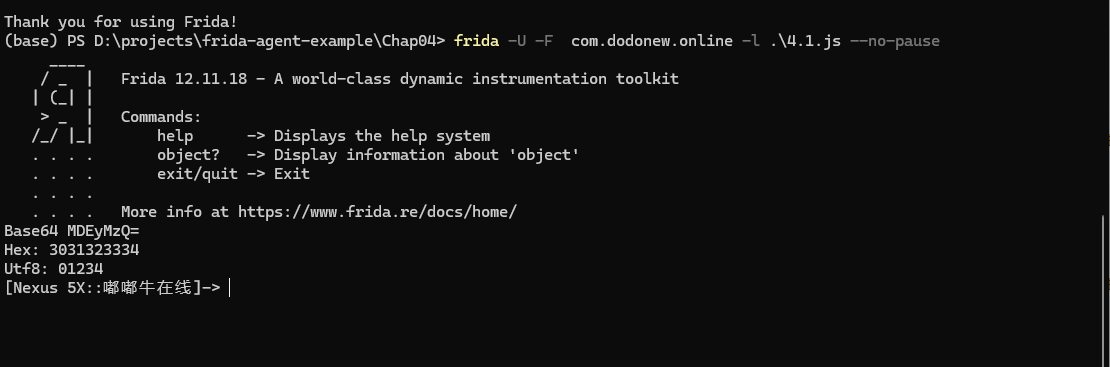 Thank you for using Frida!
(base) PS D:\projects\frida-agent-example\Chap04> frida -U -F  com.dodonew.online -l .\4.1.js --no-pause
     ____
    / _  |   Frida 12.11.18 - A world-class dynamic instrumentation toolkit
   | (_| |
    > _  |   Commands:
   /_/ |_|       help      -> Displays the help system
   . . . .       object?   -> Display information about 'object'
   . . . .       exit/quit -> Exit
   . . . .
   . . . .   More info at https://www.frida.re/docs/home/
Base64 MDEyMzQ=
Hex: 3031323334
Utf8: 01234
[Nexus 5X::嘟嘟牛在线]->